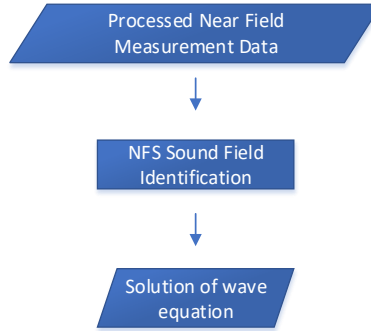 Processed Near Field
Measurement Data
NFS Sound Field
Identification
Solution of wave
equation